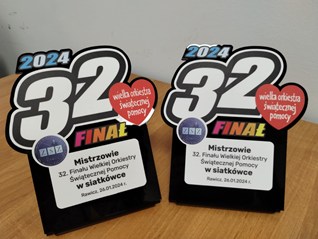 2024
32
wielka orkiestra
świątecznej
pomocy
FINAŁ
Mistrzowie
32. Finału Wielkiej Orkiestry
Świątecznej Pomocy
w siatkówce
Rawicz, 26.01.2024 r.
2024
32
wielka orkiestra
świątecznej
pomocy
FINAŁ
Mistrzowie
32. Finału Wielkiej Orkiestry
Świątecznej Pomocy
w siatkówce
Rawicz, 26.01.2024 r.